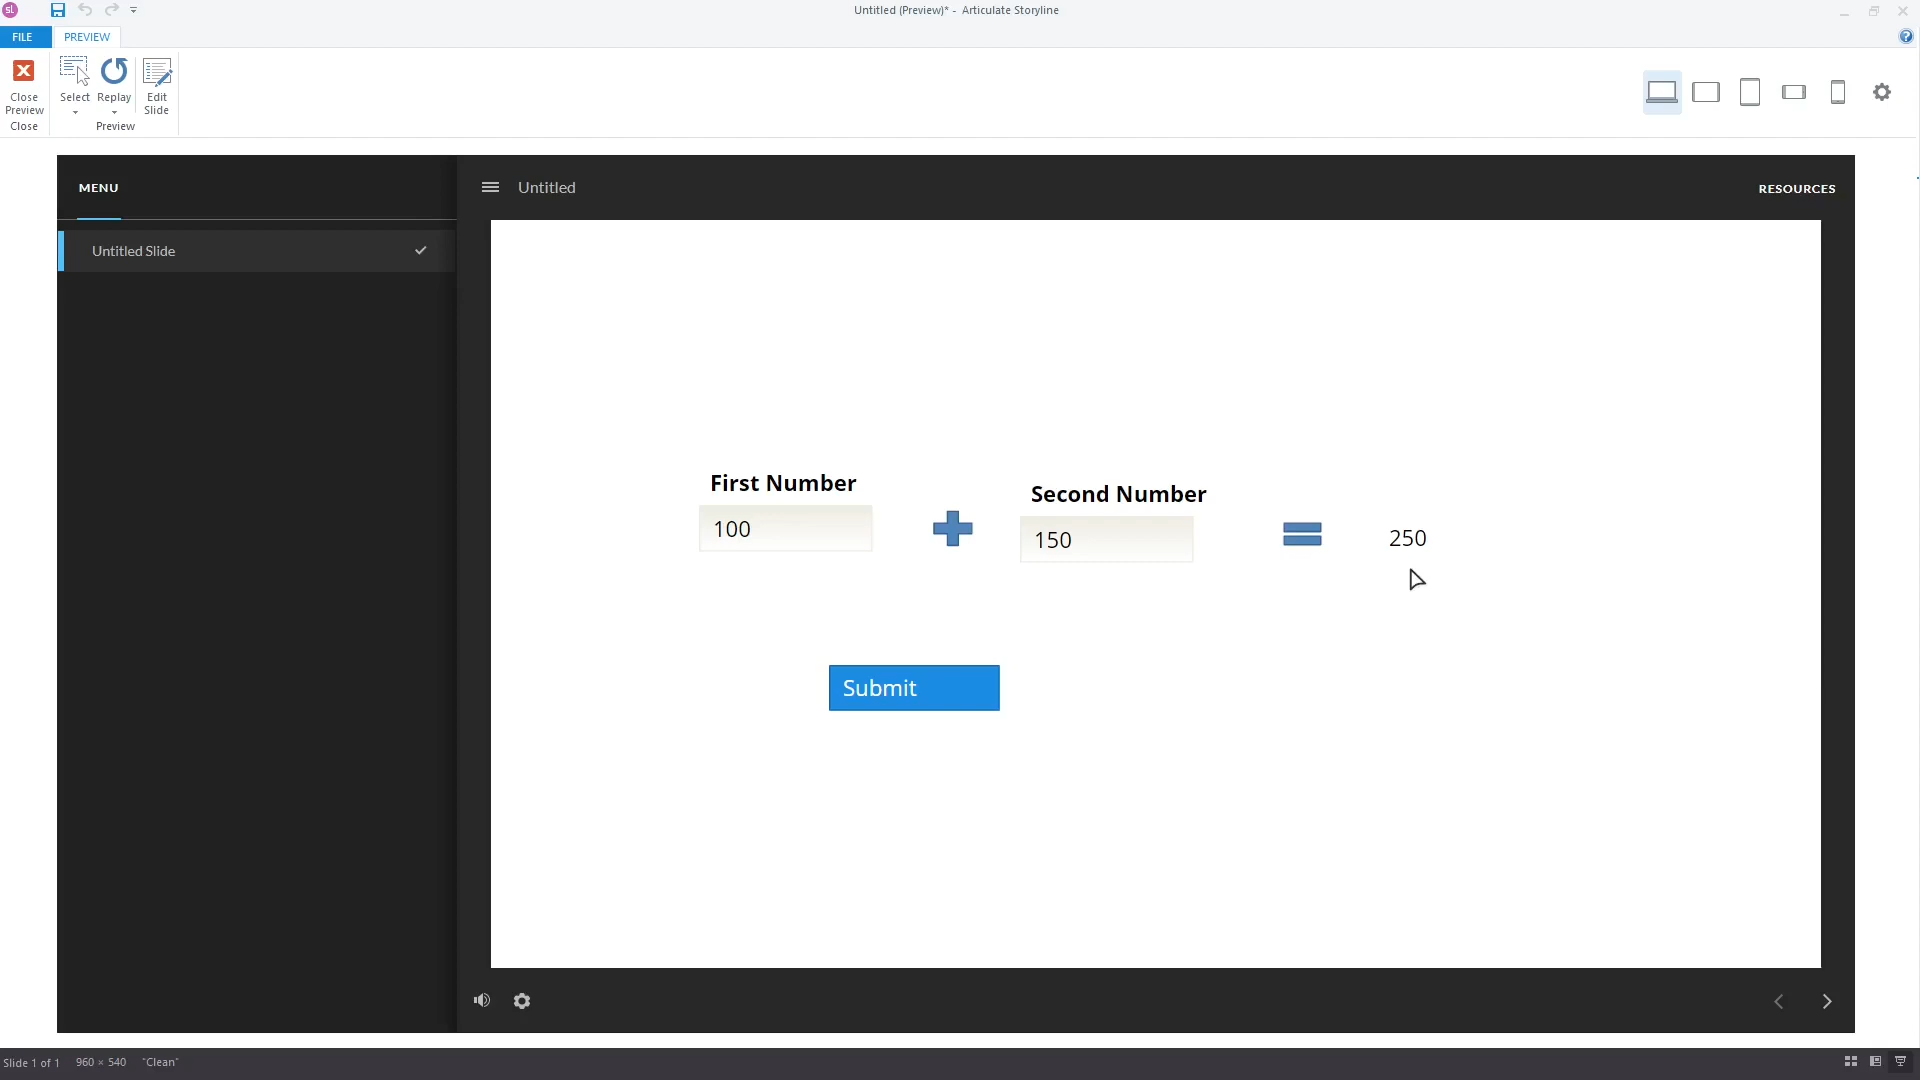 sl
Untitled (Preview)* - Articulate Storyline
FILE
PREVIEW
?
Close
Preview
Select
Replay
Edit
Slide
Close
Preview
MENU
Untitled
RESOURCES
Untitled Slide
First Number
Second Number
100
150
250
Submit
Slide 1 of 1
960 × 540
"Clean"